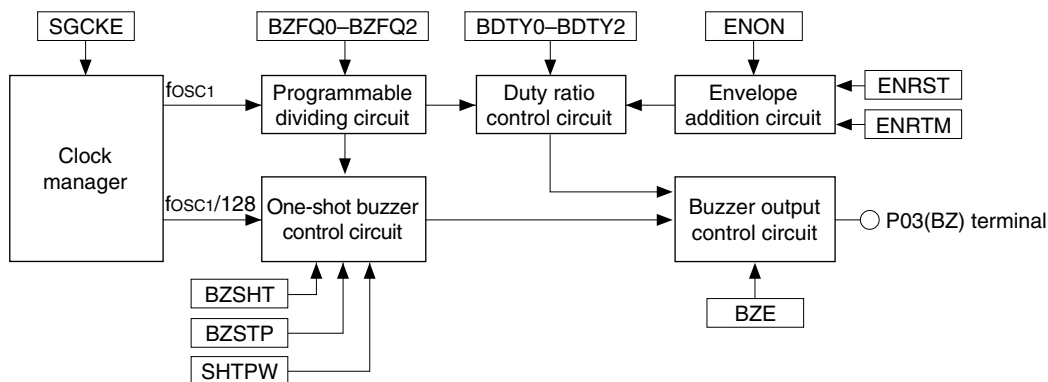 SGCKE
BZFQ0–BZFQ2
BDTY0–BDTY2
ENON
fOSC1
Programmable
dividing circuit
Duty ratio
control circuit
Envelope
addition circuit
ENRST
ENRTM
Clock
manager
fOSC1/128
One-shot buzzer
control circuit
Buzzer output
control circuit
P03(BZ) terminal
BZSHT
BZSTP
SHTPW
BZE